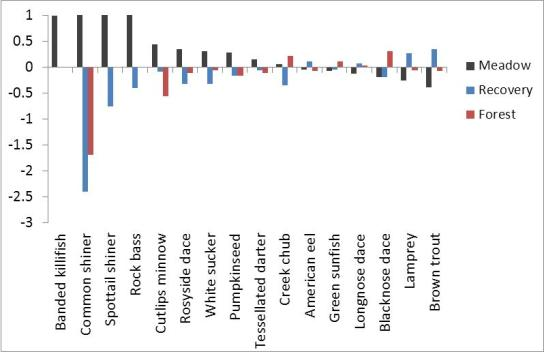 1
0.5
0
-0.5
-1
-1.5
-2
-2.5
-3
Meadow
Recovery
Forest
Banded killifish
Common shiner
Spottail shiner
Rock bass
Cutlips minnow
Rosyside dace
White sucker
Pumpkinseed
Tessellated darter
Creek chub
American eel
Green sunfish
Longnose dace
Blacknose dace
Lamprey
Brown trout